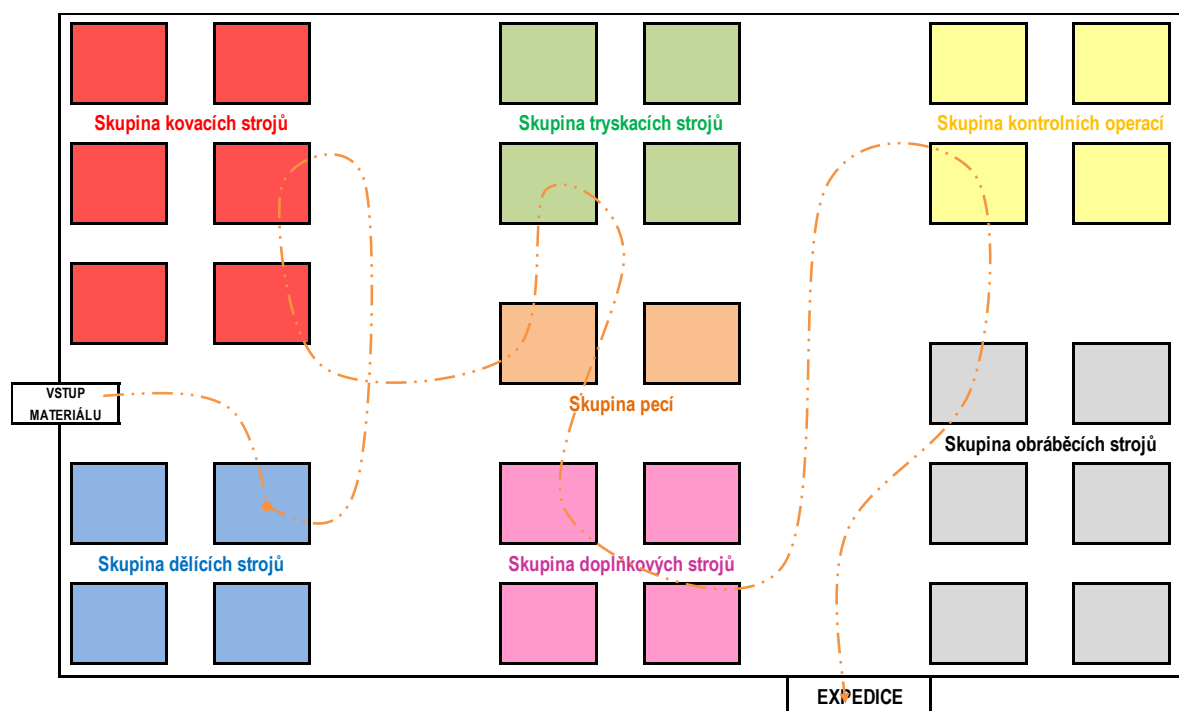 Skupina kovacích strojů
Skupina tryskacích strojů
Skupina kontrolních operací
VSTUP
MATERIÁLU
Skupina pecí
Skupina obráběcích strojů
Skupina dělících strojů
Skupina doplňkových strojů
EXPEDICE